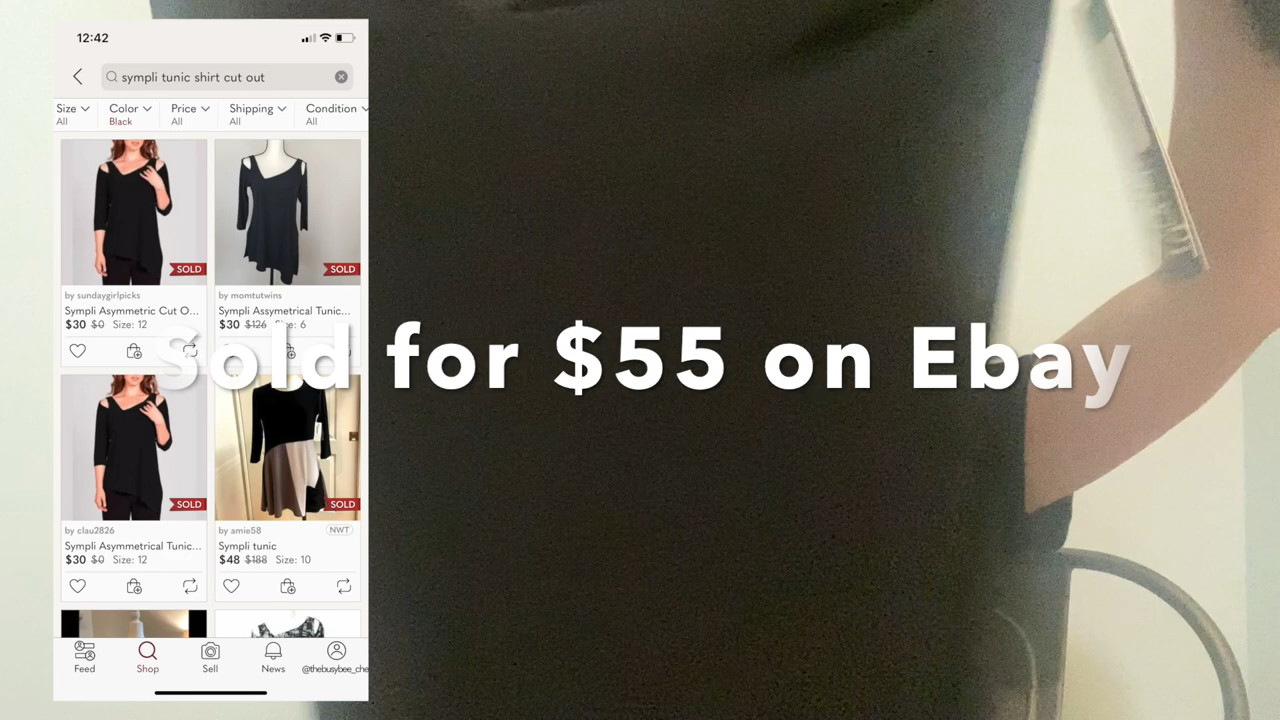 12:42
sympli tunic shirt cut out
Size Color Price Shipping Condition
All Black All All All
SOLD SOLD
by sundaygirlpicks by momtutwins
Sympli Asymmetric Cut O... Sympli Assymetrical Tunic...
$30 $0 Size: 12 $30 $126 Size: 6
Sold for $55 on Ebay
SOLD SOLD
by clau2826 by amie58 NWT
Sympli Asymmetrical Tunic... Sympli tunic
$30 $0 Size: 12 $48 $188 Size: 10
Feed Shop Sell News @thebusybee_che